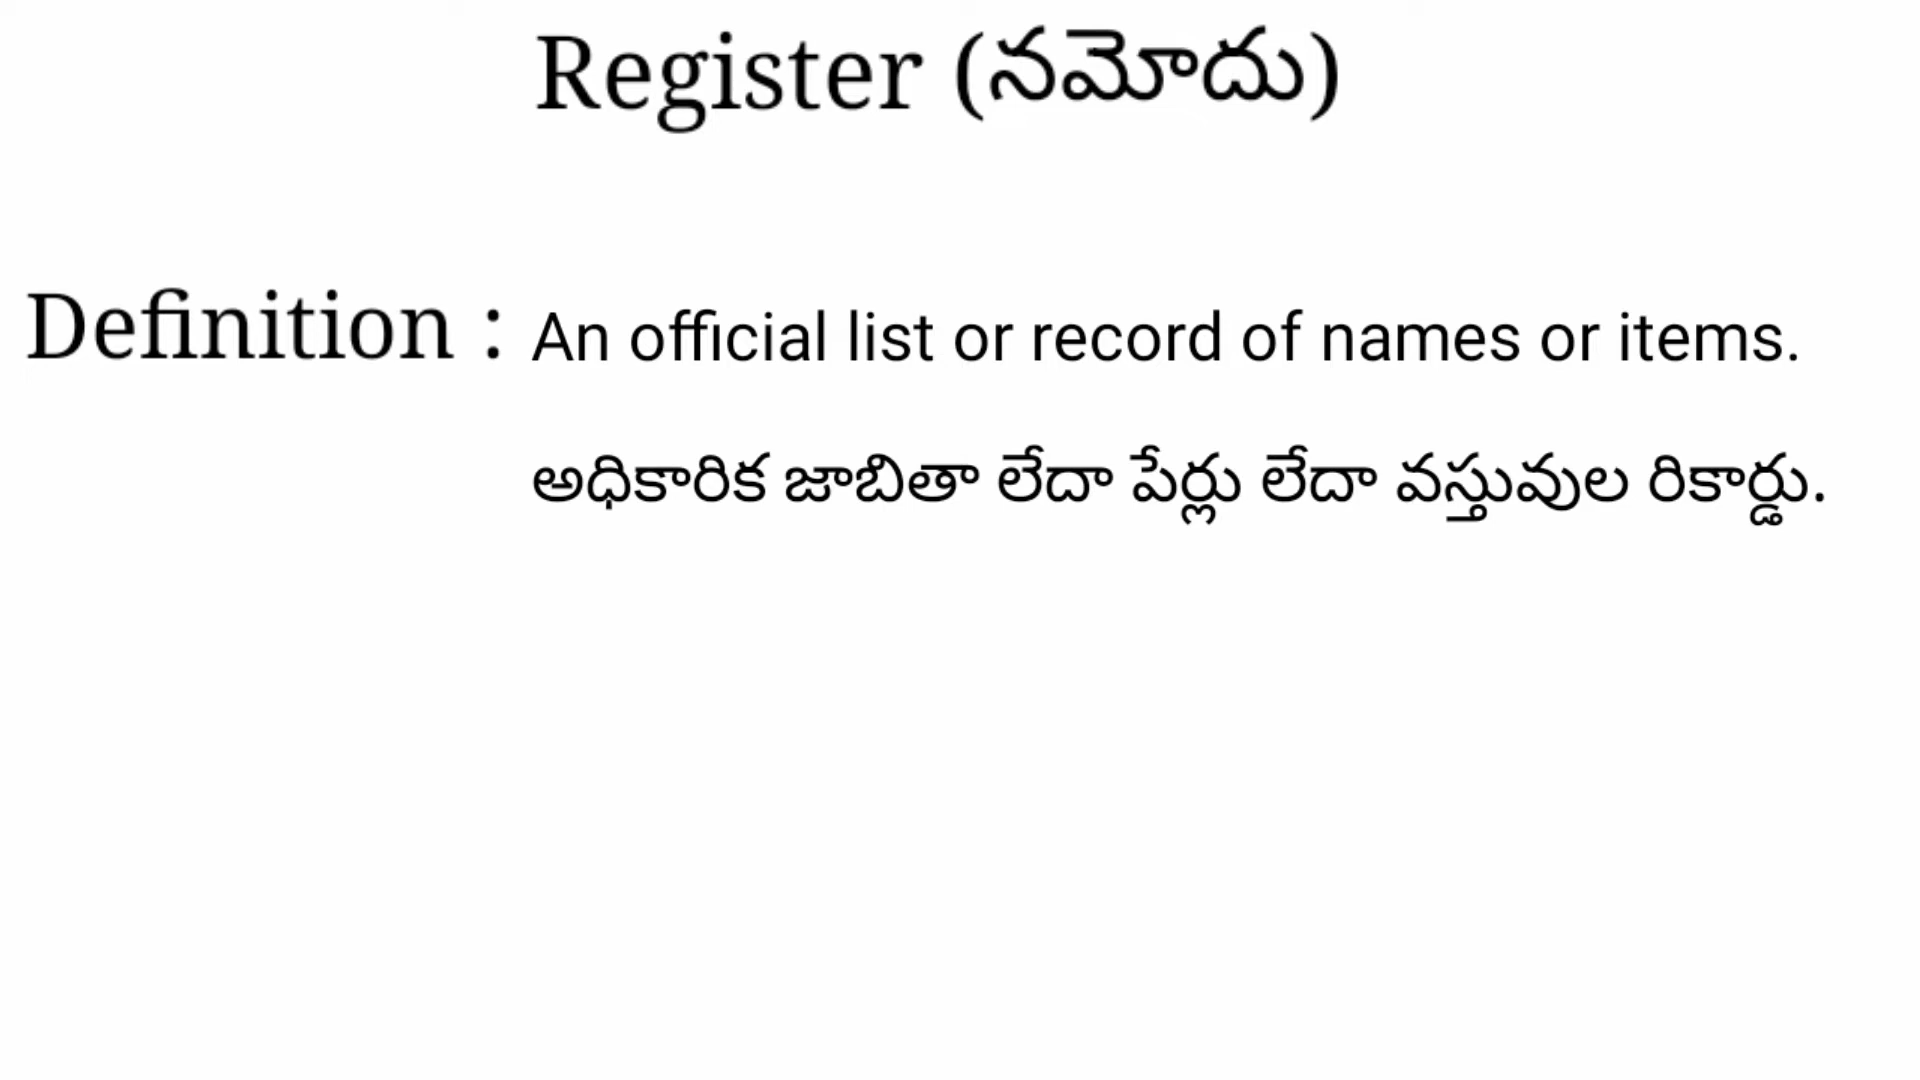 Register (నమోదు)
Definition : An official list or record of names or items.
అధికారిక జాబితా లేదా పేర్లు లేదా వస్తువుల రికార్డు.